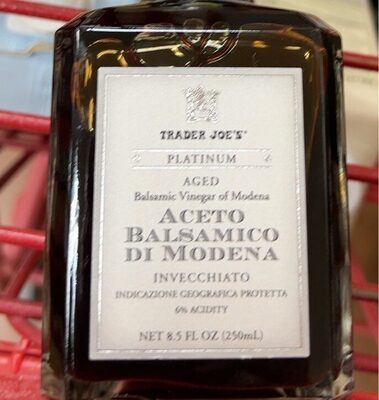 TRADER JOE'S
PLATINUM
AGED
Balsamic Vinegar of Modena
ACETO
BALSAMICO
DI MODENA
INVECCHIATO
INDICAZIONE GEOGRAFICA PROTETTA
6% ACIDITY
NET 8.5 FL OZ (250mL)